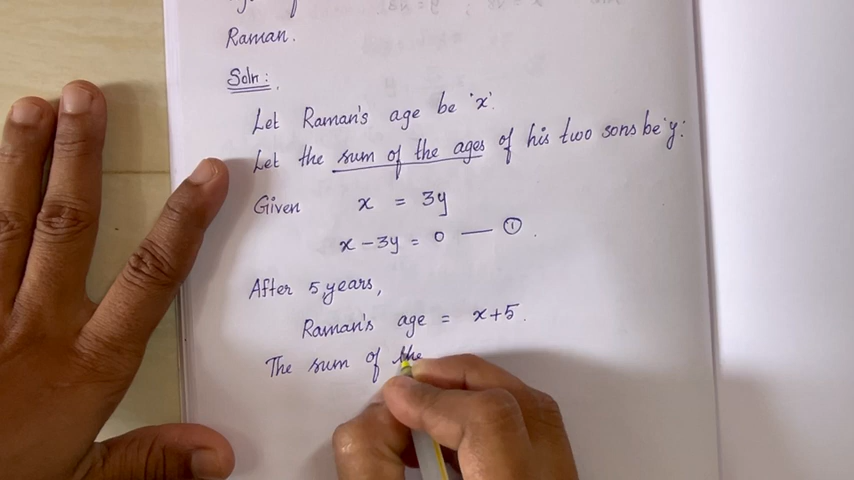 of
Raman.
Soln:.
Let Raman's age be 'x'.
Let the sum of the ages of his two sons be 'y'.
Given x = 3y
x - 3y = 0 — ①.
After 5 years,
Raman's age = x+5.
The sum of the